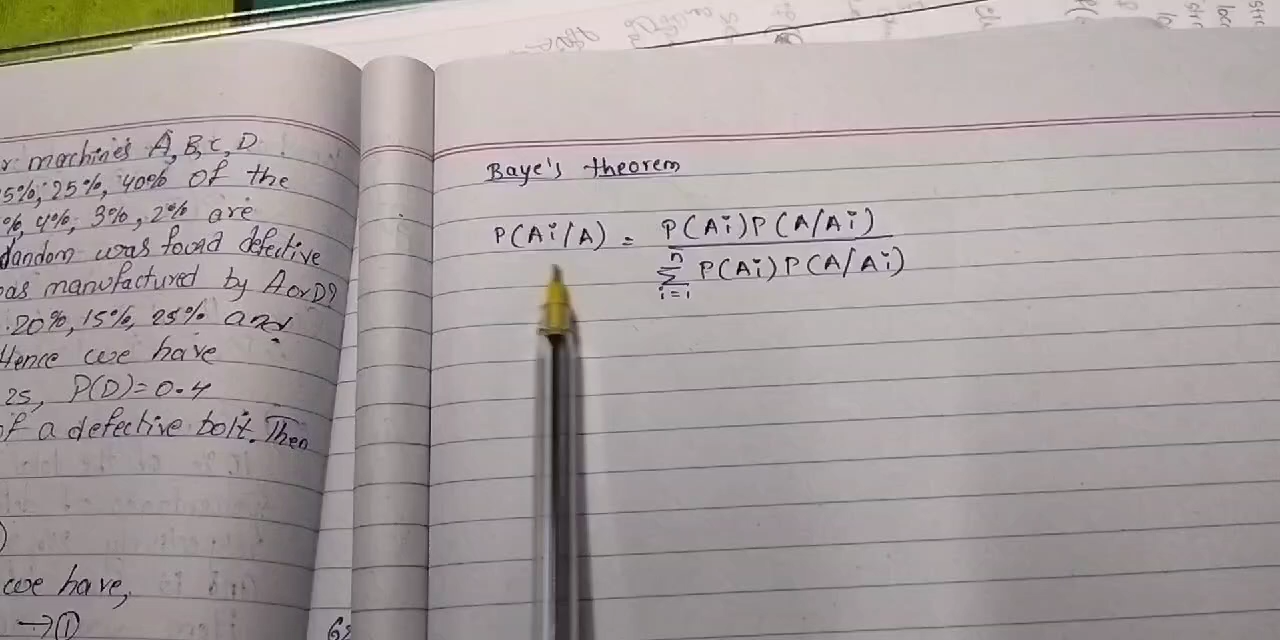 machines A, B, C, D
5%, 25%, 40% of the
%, 4%, 3%, 2% are
random was found defective
as manufactured by A or D?
20%, 15%, 25% and
Hence we have
25, P(D)=0.4
of a defective bolt. Then
)
we have,
→①
Baye's theorem
P(Ai/A) = P(Ai)P(A/Ai)
n
Σ P(Ai)P(A/Ai)
i=1